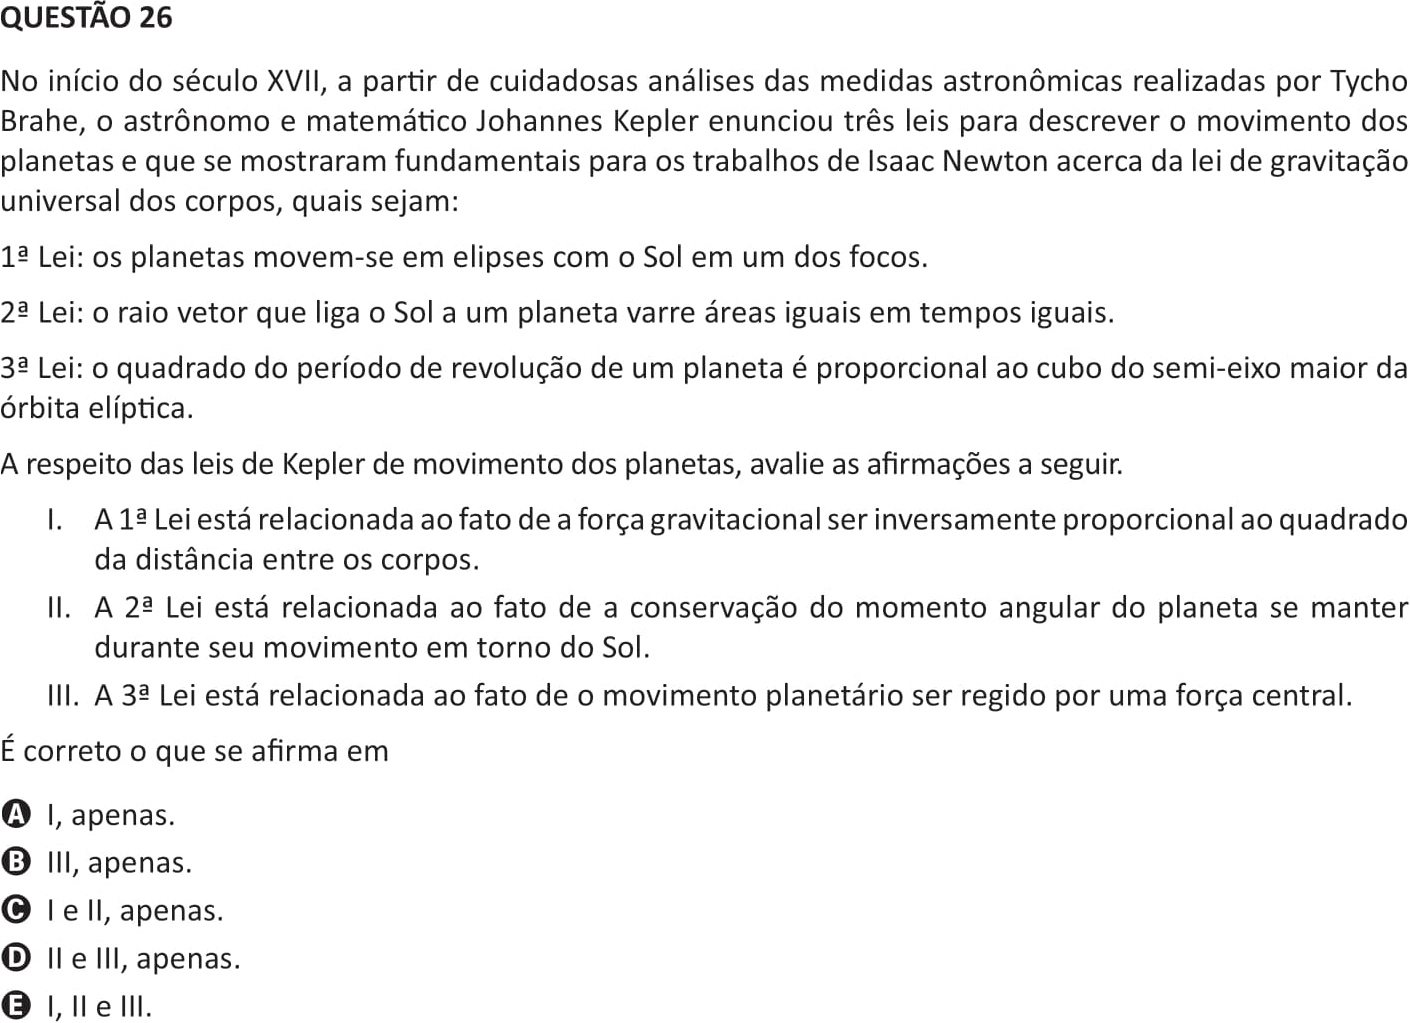 QUESTÃO 26
No início do século XVII, a partir de cuidadosas análises das medidas astronômicas realizadas por Tycho
Brahe, o astrônomo e matemático Johannes Kepler enunciou três leis para descrever o movimento dos
planetas e que se mostraram fundamentais para os trabalhos de Isaac Newton acerca da lei de gravitação
universal dos corpos, quais sejam:
1ª Lei: os planetas movem-se em elipses com o Sol em um dos focos.
2ª Lei: o raio vetor que liga o Sol a um planeta varre áreas iguais em tempos iguais.
3ª Lei: o quadrado do período de revolução de um planeta é proporcional ao cubo do semi-eixo maior da
órbita elíptica.
A respeito das leis de Kepler de movimento dos planetas, avalie as afirmações a seguir.
I. A 1ª Lei está relacionada ao fato de a força gravitacional ser inversamente proporcional ao quadrado
da distância entre os corpos.
II. A 2ª Lei está relacionada ao fato de a conservação do momento angular do planeta se manter
durante seu movimento em torno do Sol.
III. A 3ª Lei está relacionada ao fato de o movimento planetário ser regido por uma força central.
É correto o que se afirma em
A I, apenas.
B III, apenas.
C I e II, apenas.
D II e III, apenas.
E I, II e III.